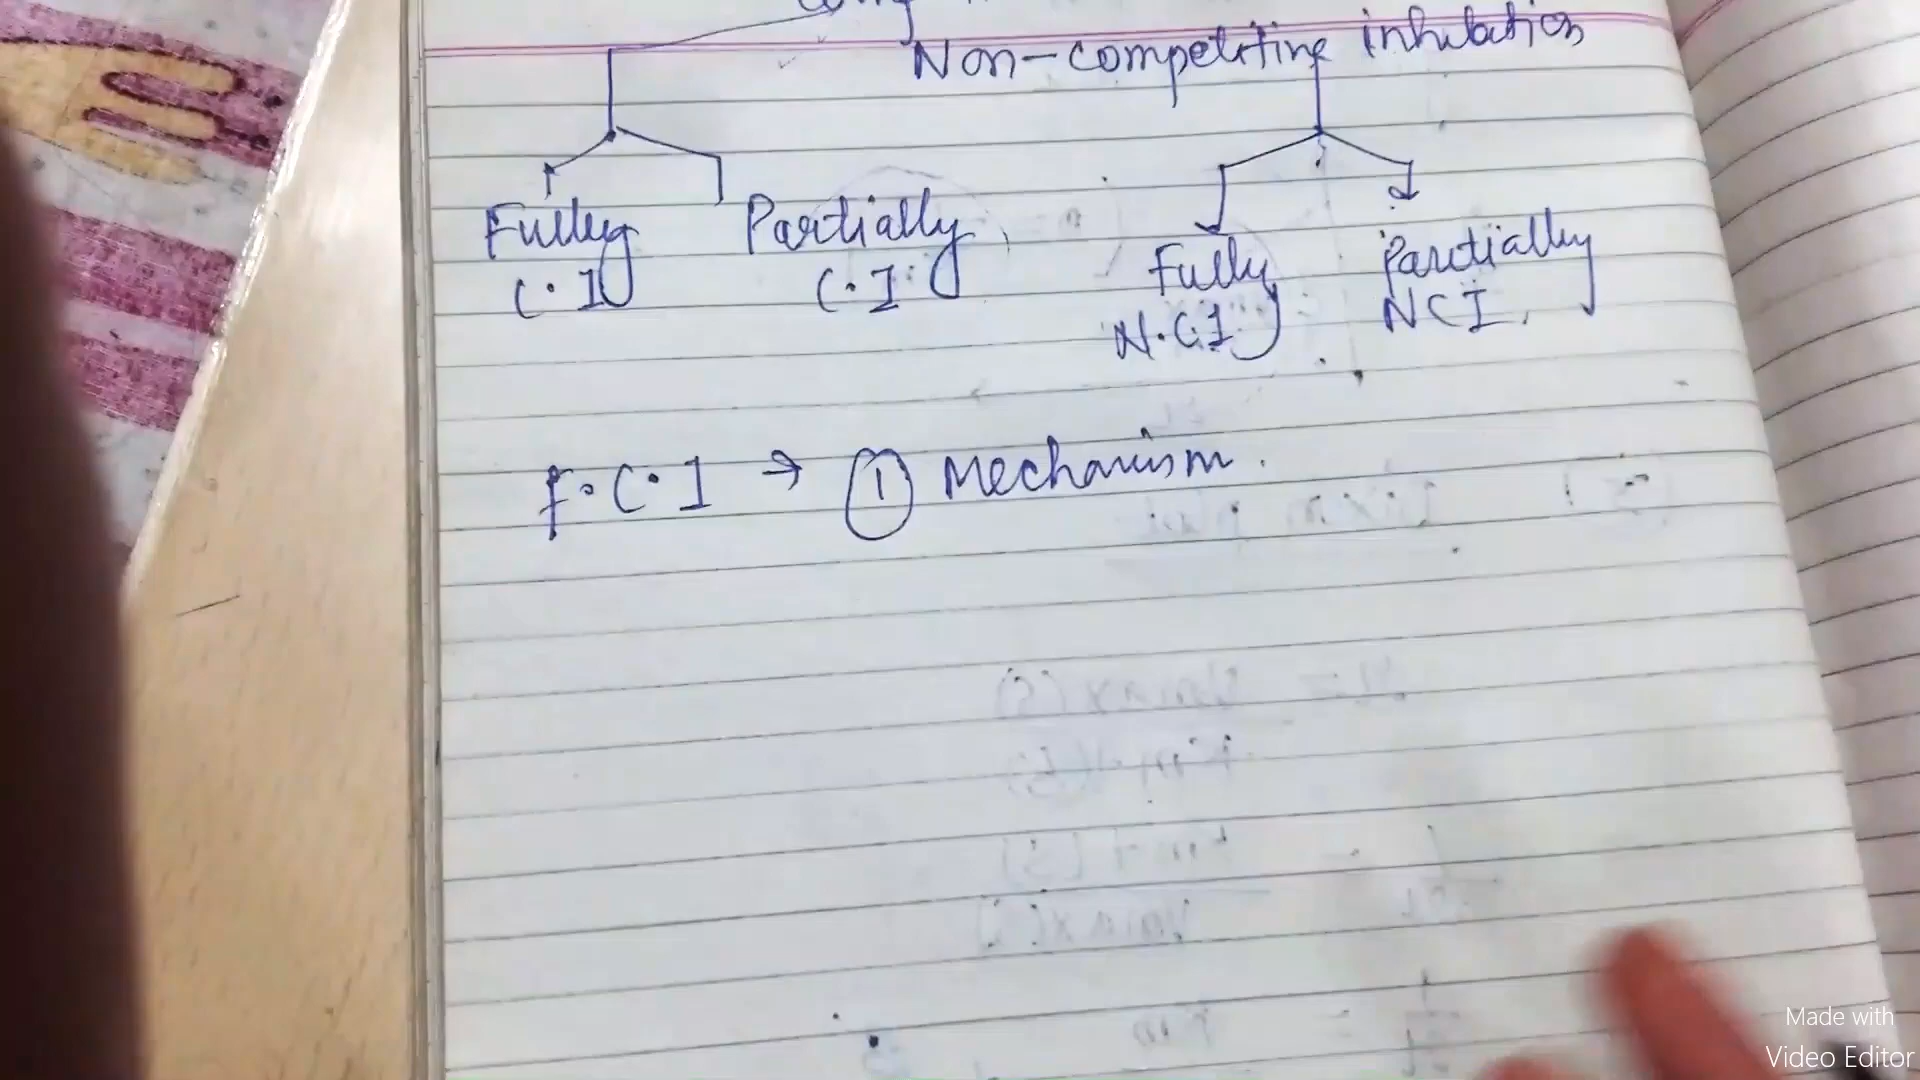 Non-competitive inhibition
Fully Partially
C.I C.I
Fully Partially
N.C.I NCI
F.C.I → ① Mechanism.
Made with
Video Editor